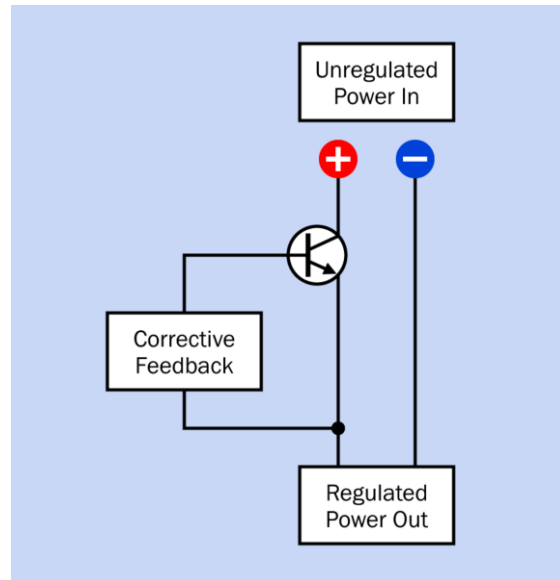 Unregulated
Power In
+
−
Corrective
Feedback
Regulated
Power Out